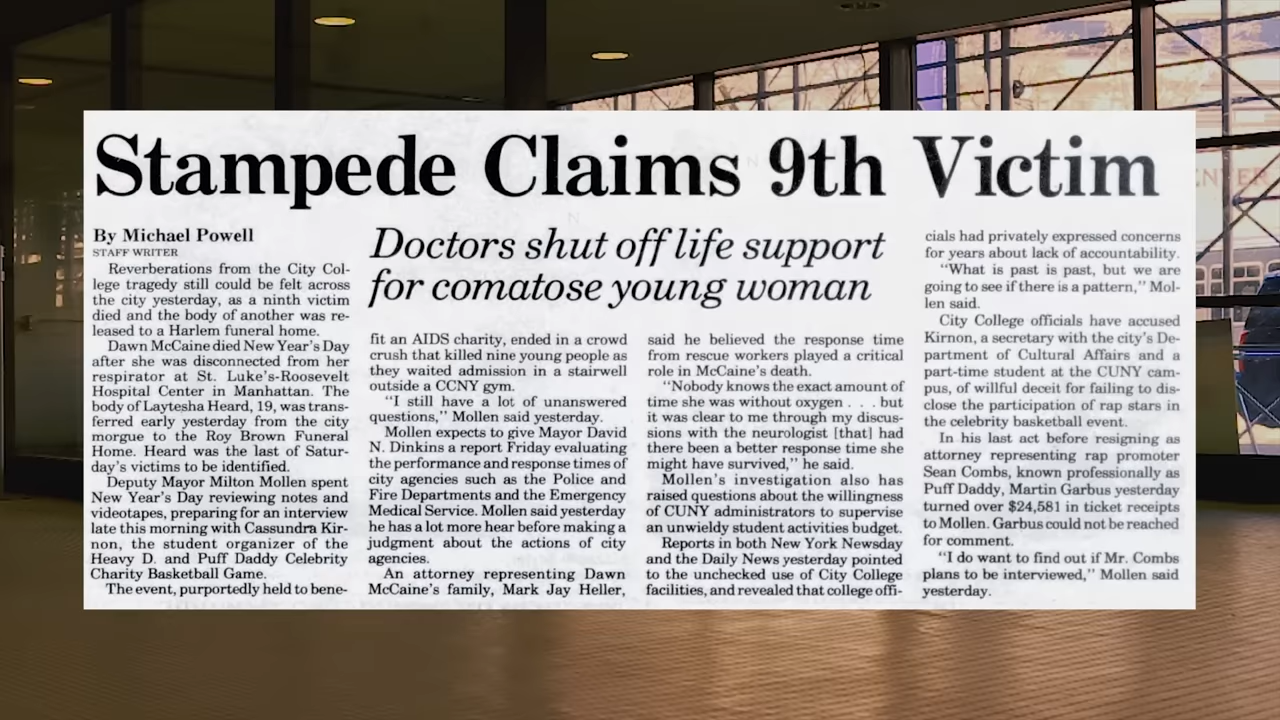 Stampede Claims 9th Victim
By Michael Powell
STAFF WRITER
Doctors shut off life support
for comatose young woman
Reverberations from the City Col-
lege tragedy still could be felt across
the city yesterday, as a ninth victim
died and the body of another was re-
leased to a Harlem funeral home.
Dawn McCaine died New Year's Day
after she was disconnected from her
respirator at St. Luke's-Roosevelt
Hospital Center in Manhattan. The
body of Laytesha Heard, 19, was trans-
ferred early yesterday from the city
morgue to the Roy Brown Funeral
Home. Heard was the last of Satur-
day's victims to be identified.
Deputy Mayor Milton Mollen spent
New Year's Day reviewing notes and
videotapes, preparing for an interview
late this morning with Cassundra Kir-
non, the student organizer of the
Heavy D. and Puff Daddy Celebrity
Charity Basketball Game.
The event, purportedly held to bene-
fit an AIDS charity, ended in a crowd
crush that killed nine young people as
they waited admission in a stairwell
outside a CCNY gym.
"I still have a lot of unanswered
questions," Mollen said yesterday.
Mollen expects to give Mayor David
N. Dinkins a report Friday evaluating
the performance and response times of
city agencies such as the Police and
Fire Departments and the Emergency
Medical Service. Mollen said yesterday
he has a lot more hear before making a
judgment about the actions of city
agencies.
An attorney representing Dawn
McCaine's family, Mark Jay Heller,
said he believed the response time
from rescue workers played a critical
role in McCaine's death.
"Nobody knows the exact amount of
time she was without oxygen . . . but
it was clear to me through my discus-
sions with the neurologist [that] had
there been a better response time she
might have survived," he said.
Mollen's investigation also has
raised questions about the willingness
of CUNY administrators to supervise
an unwieldy student activities budget.
Reports in both New York Newsday
and the Daily News yesterday pointed
to the unchecked use of City College
facilities, and revealed that college offi-
cials had privately expressed concerns
for years about lack of accountability.
"What is past is past, but we are
going to see if there is a pattern," Mol-
len said.
City College officials have accused
Kirnon, a secretary with the city's De-
partment of Cultural Affairs and a
part-time student at the CUNY cam-
pus, of willful deceit for failing to dis-
close the participation of rap stars in
the celebrity basketball event.
In his last act before resigning as
attorney representing rap promoter
Sean Combs, known professionally as
Puff Daddy, Martin Garbus yesterday
turned over $24,581 in ticket receipts
to Mollen. Garbus could not be reached
for comment.
"I do want to find out if Mr. Combs
plans to be interviewed," Mollen said
yesterday.